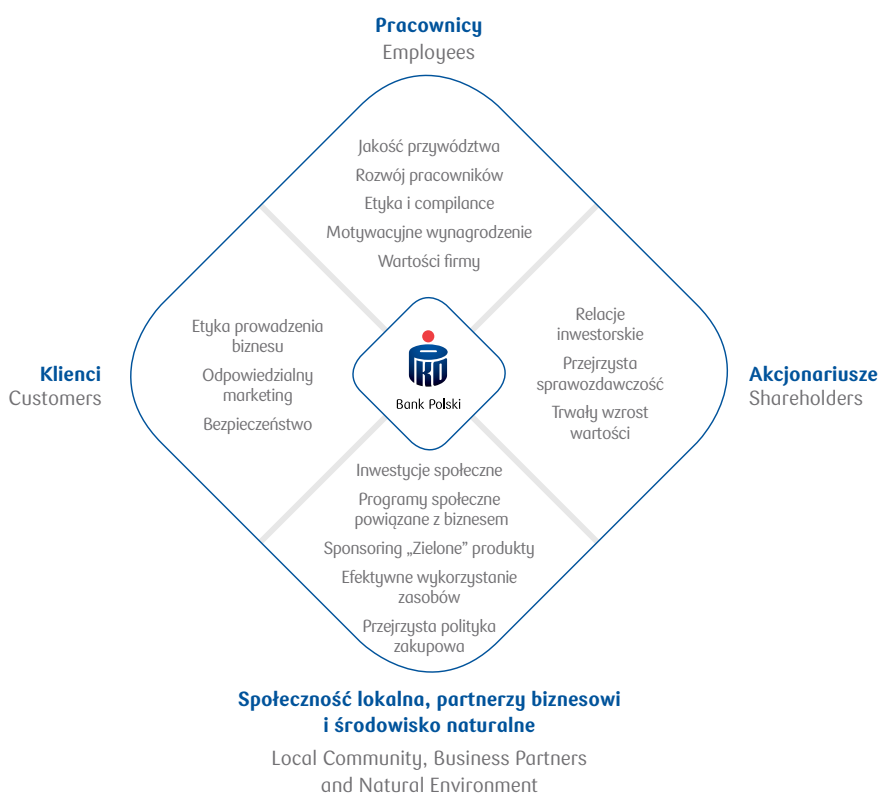 Pracownicy
Employees
Jakość przywództwa
Rozwój pracowników
Etyka i compilance
Motywacyjne wynagrodzenie
Wartości firmy
Klienci
Customers
Etyka prowadzenia
biznesu
Odpowiedzialny
marketing
Bezpieczeństwo
PKO
Bank Polski
Relacje
inwestorskie
Przejrzysta
sprawozdawczość
Trwały wzrost
wartości
Akcjonariusze
Shareholders
Inwestycje społeczne
Programy społeczne
powiązane z biznesem
Sponsoring „Zielone” produkty
Efektywne wykorzystanie
zasobów
Przejrzysta polityka
zakupowa
Społeczność lokalna, partnerzy biznesowi
i środowisko naturalne
Local Community, Business Partners
and Natural Environment